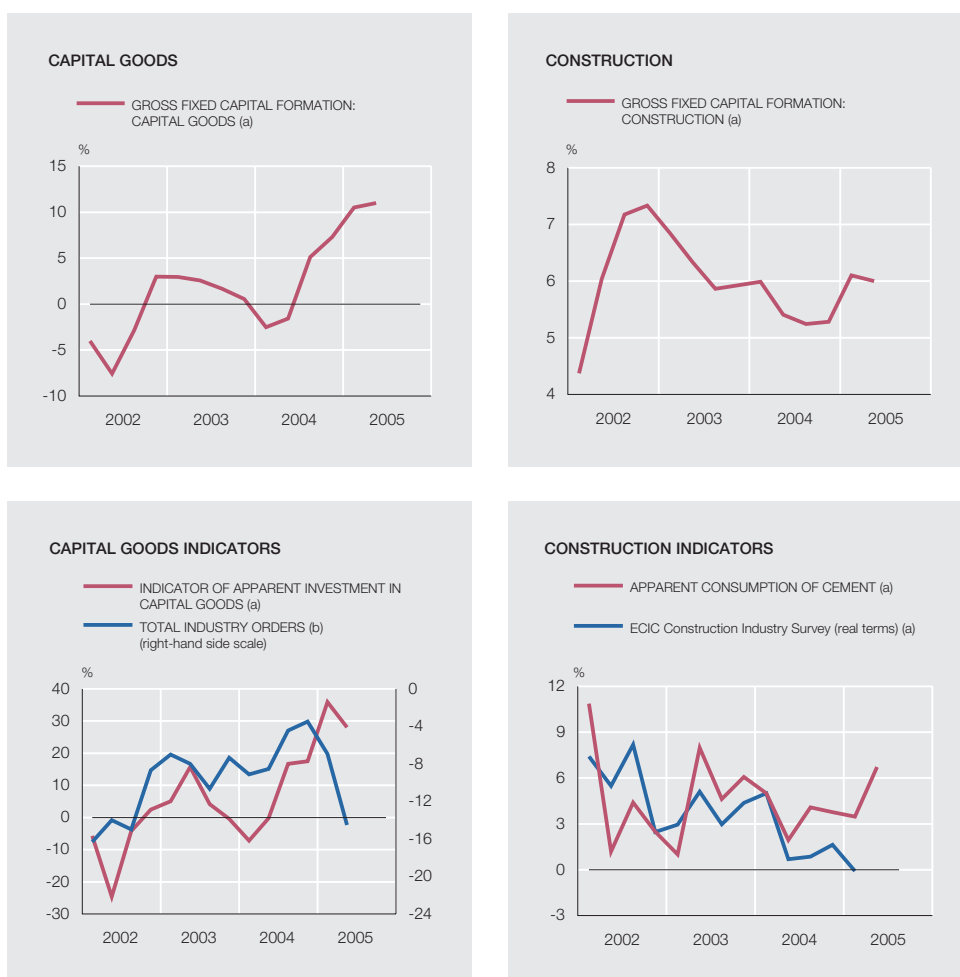 CAPITAL GOODS
GROSS FIXED CAPITAL FORMATION:
CAPITAL GOODS (a)
%
15
10
5
0
-5
-10
2002 2003 2004 2005
CONSTRUCTION
GROSS FIXED CAPITAL FORMATION:
CONSTRUCTION (a)
%
8
7
6
5
4
2002 2003 2004 2005
CAPITAL GOODS INDICATORS
INDICATOR OF APPARENT INVESTMENT IN
CAPITAL GOODS (a)
TOTAL INDUSTRY ORDERS (b)
(right-hand side scale)
%
40 0
30 -4
20 -8
10 -12
0 -16
-10 -20
-20 -24
-30
2002 2003 2004 2005
CONSTRUCTION INDICATORS
APPARENT CONSUMPTION OF CEMENT (a)
ECIC Construction Industry Survey (real terms) (a)
%
12
9
6
3
0
-3
2002 2003 2004 2005